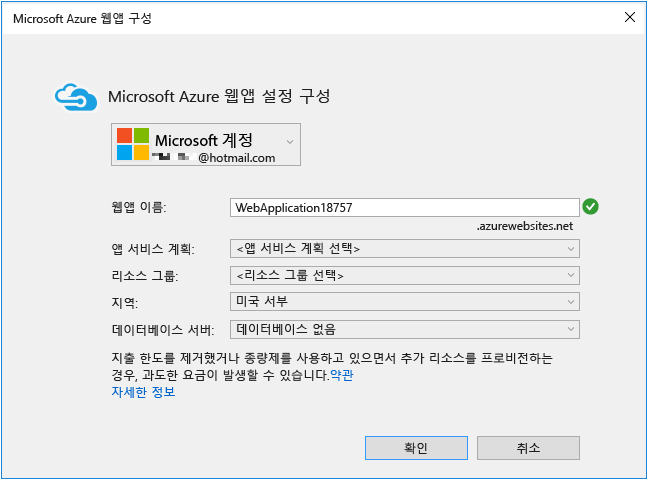 Microsoft Azure 웹앱 구성
Microsoft Azure 웹앱 설정 구성
Microsoft 계정
@hotmail.com
웹앱 이름:
WebApplication18757
.azurewebsites.net
앱 서비스 계획:
<앱 서비스 계획 선택>
리소스 그룹:
<리소스 그룹 선택>
지역:
미국 서부
데이터베이스 서버:
데이터베이스 없음
지출 한도를 제거했거나 종량제를 사용하고 있으면서 추가 리소스를 프로비전하는
경우, 과도한 요금이 발생할 수 있습니다.약관
자세한 정보
확인
취소